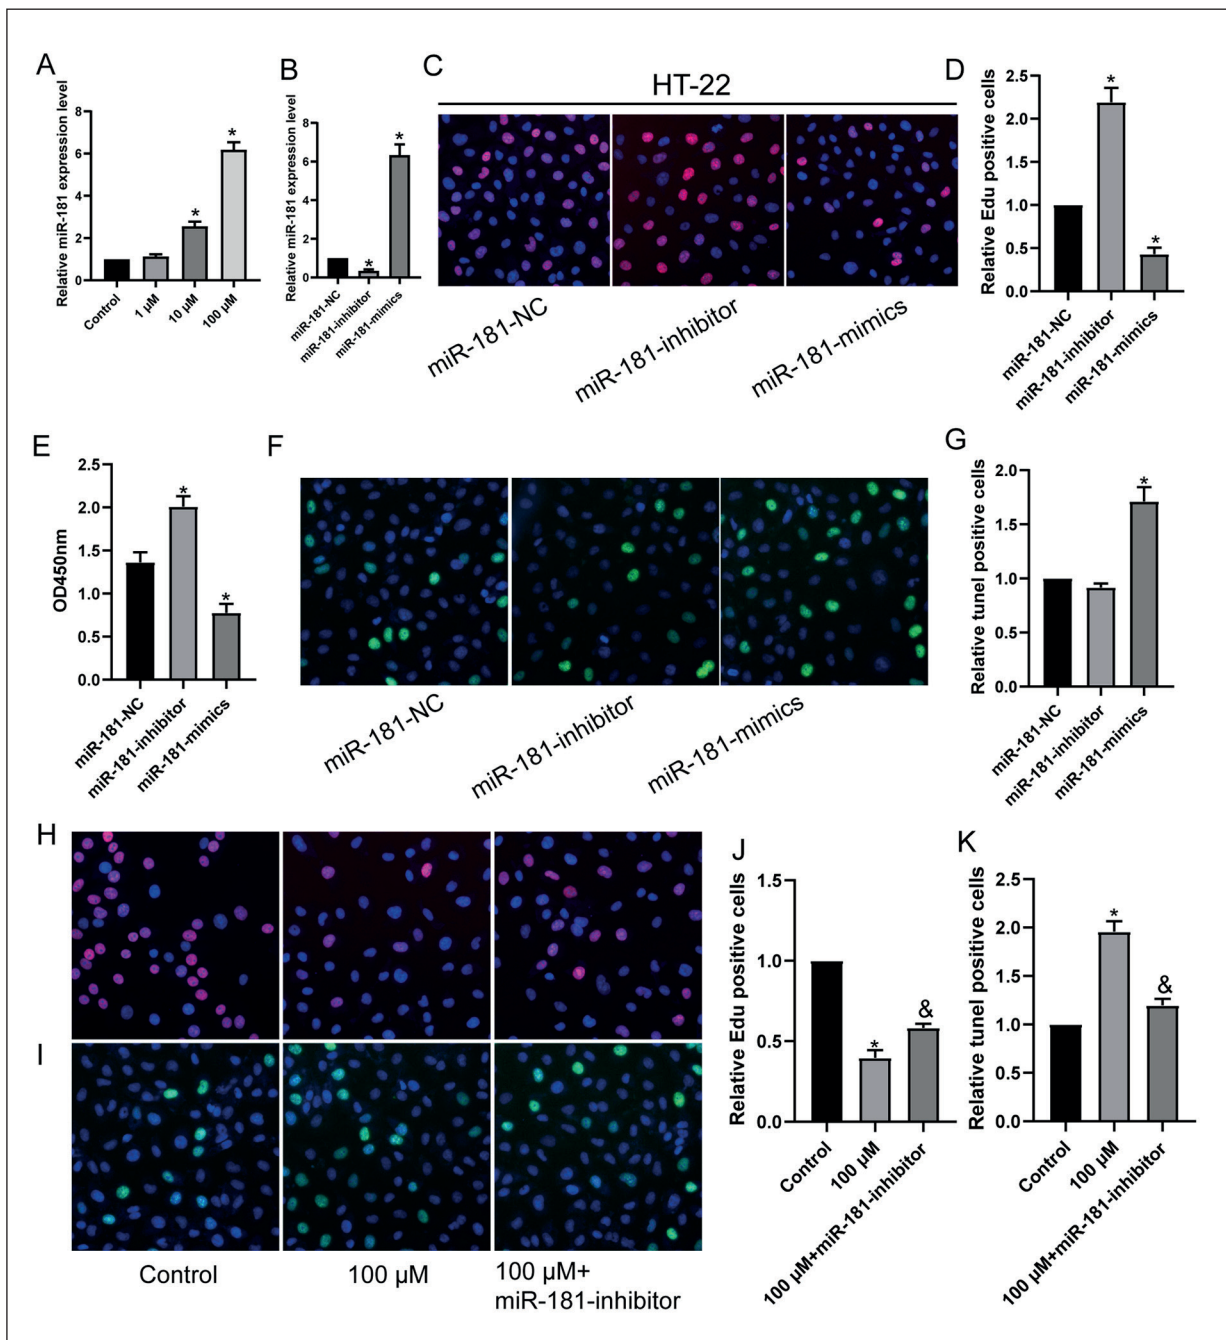 A
Relative miR-181 expression level
8
6
4
2
0
*
*
Control
1 µM
10 µM
100 µM
B
Relative miR-181 expression level
8
6
4
2
0
*
*
miR-181-NC
miR-181-inhibitor
miR-181-mimics
C
HT-22
miR-181-NC
miR-181-inhibitor
miR-181-mimics
D
Relative Edu positive cells
2.5
2.0
1.5
1.0
0.5
0.0
*
*
miR-181-NC
miR-181-inhibitor
miR-181-mimics
E
OD450nm
2.5
2.0
1.5
1.0
0.5
0.0
*
*
miR-181-NC
miR-181-inhibitor
miR-181-mimics
F
miR-181-NC
miR-181-inhibitor
miR-181-mimics
G
Relative tunel positive cells
2.0
1.5
1.0
0.5
0.0
*
miR-181-NC
miR-181-inhibitor
miR-181-mimics
H
I
Control
100 µM
100 µM+
miR-181-inhibitor
J
Relative Edu positive cells
1.5
1.0
0.5
0.0
*
&
Control
100 µM
100 µM+miR-181-inhibitor
K
Relative tunel positive cells
2.5
2.0
1.5
1.0
0.5
0.0
*
&
Control
100 µM
100 µM+miR-181-inhibitor